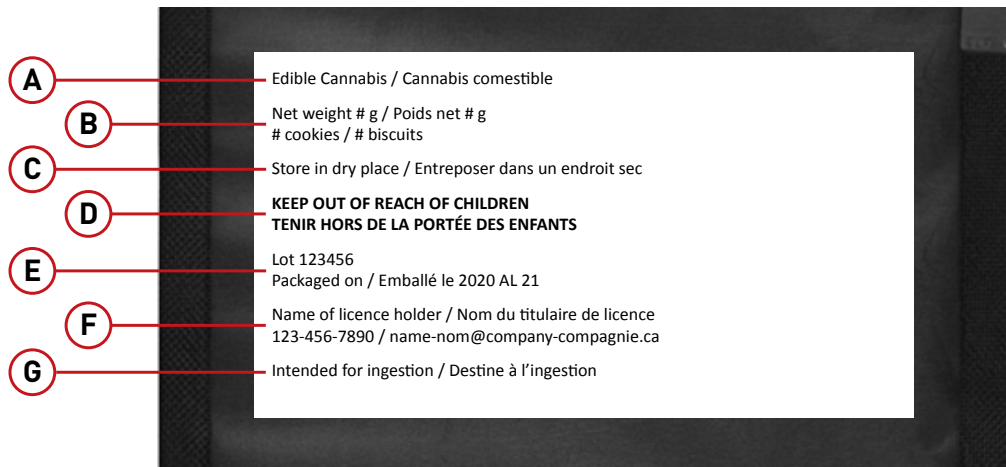 A
Edible Cannabis / Cannabis comestible
B
Net weight # g / Poids net # g
# cookies / # biscuits
C
Store in dry place / Entreposer dans un endroit sec
D
KEEP OUT OF REACH OF CHILDREN
TENIR HORS DE LA PORTÉE DES ENFANTS
E
Lot 123456
Packaged on / Emballé le 2020 AL 21
F
Name of licence holder / Nom du titulaire de licence
123-456-7890 / name-nom@company-compagnie.ca
G
Intended for ingestion / Destine à l’ingestion